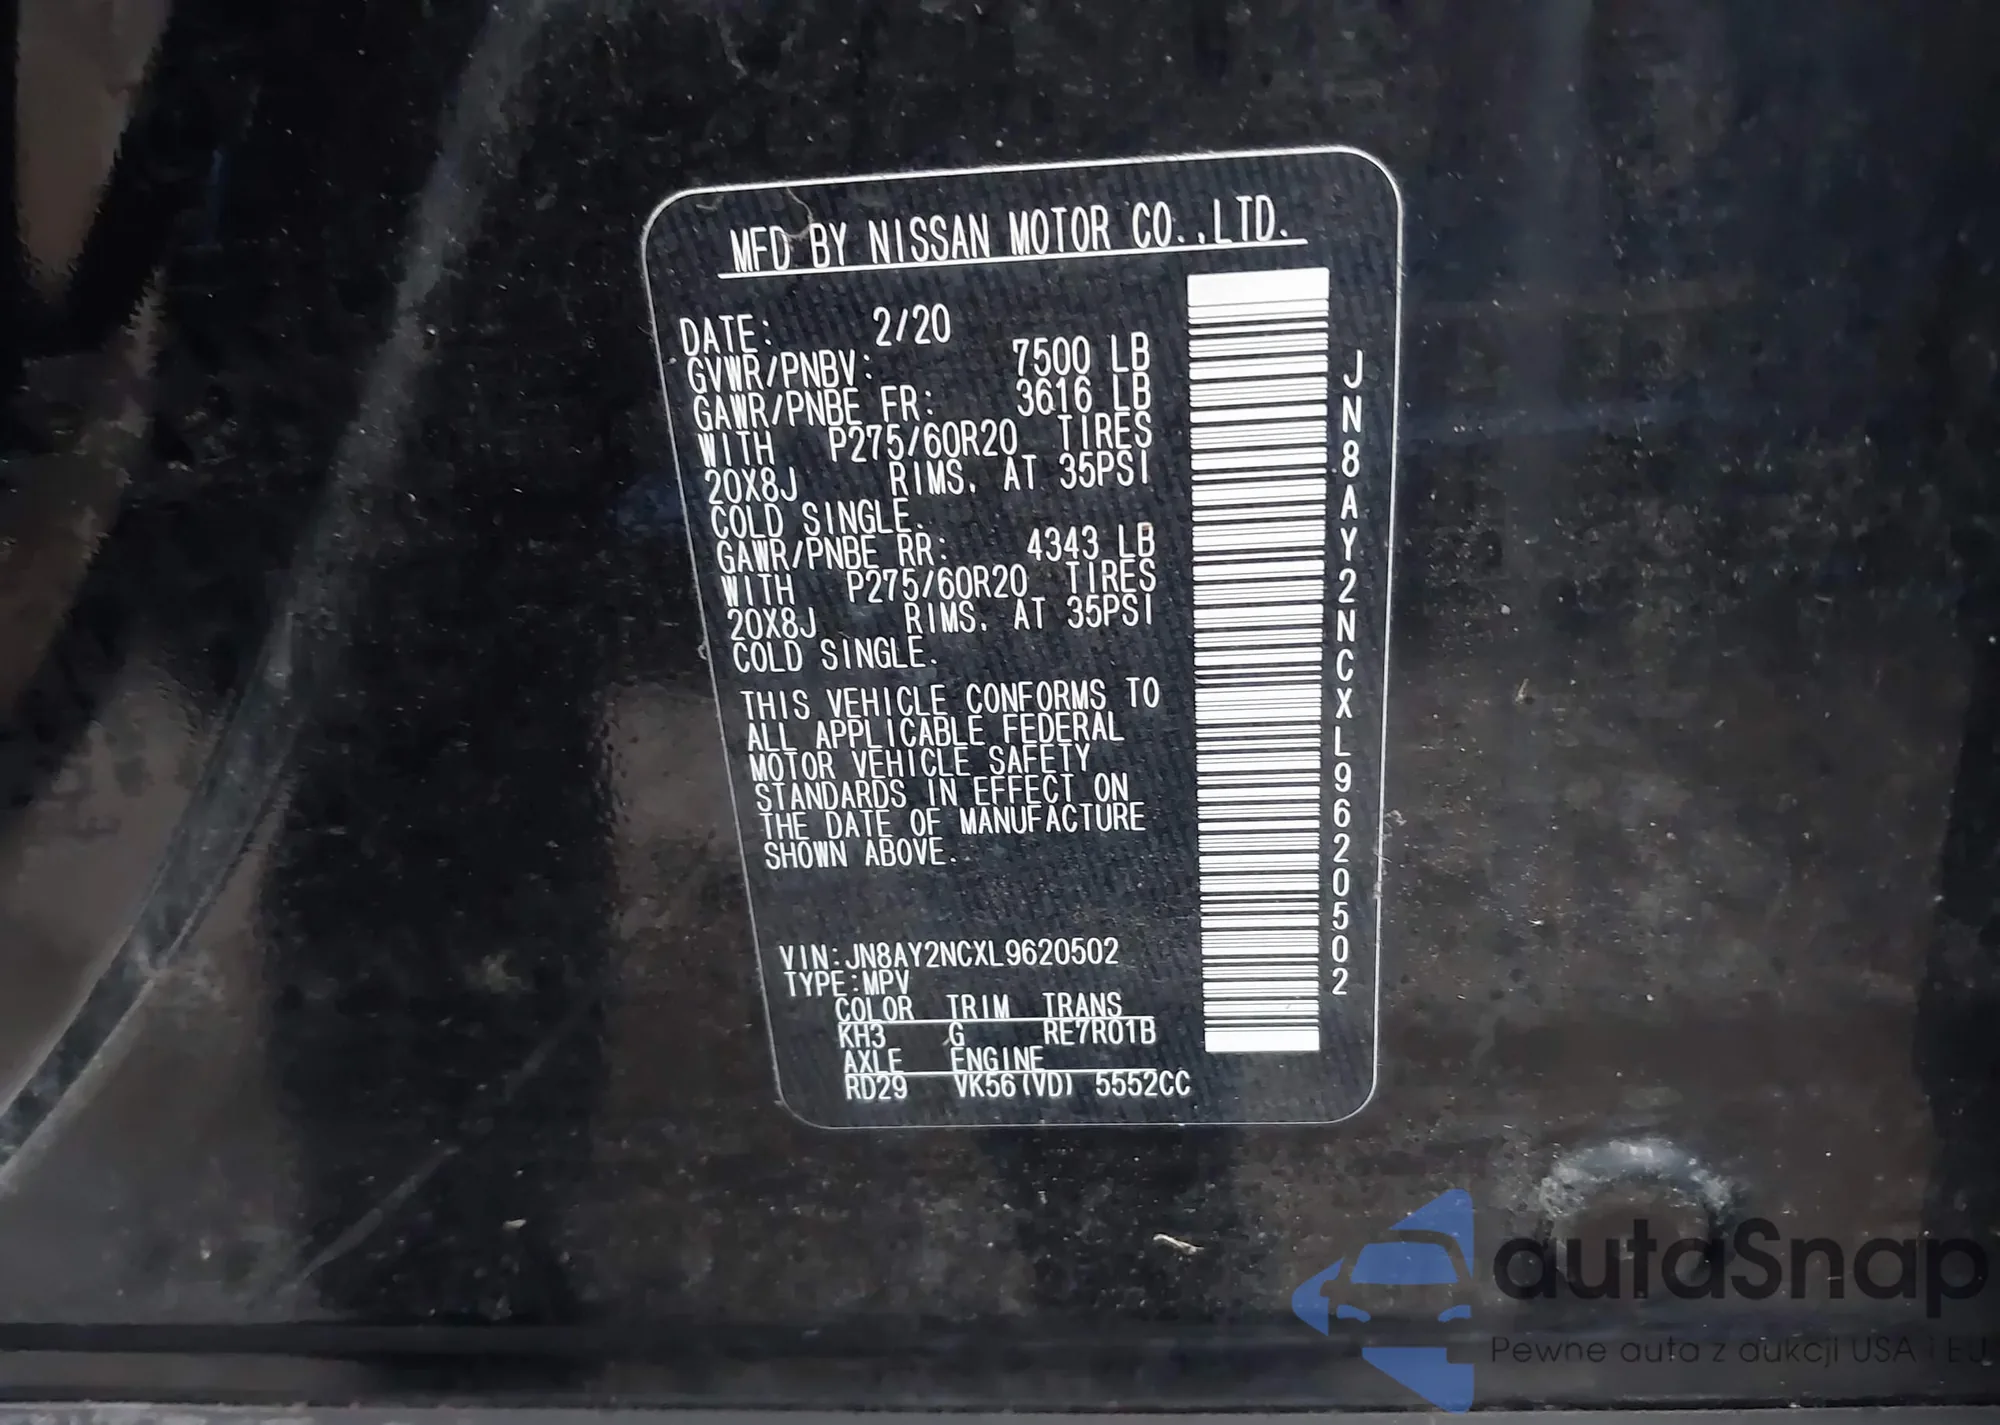 MFD BY NISSAN MOTOR CO.,LTD.
DATE: 2/20
GVWR/PNBV: 7500 LB
GAWR/PNBE FR: 3616 LB
WITH P275/60R20 TIRES
20X8J RIMS. AT 35PSI
COLD SINGLE.
GAWR/PNBE RR: 4343 LB
WITH P275/60R20 TIRES
20X8J RIMS. AT 35PSI
COLD SINGLE.
THIS VEHICLE CONFORMS TO
ALL APPLICABLE FEDERAL
MOTOR VEHICLE SAFETY
STANDARDS IN EFFECT ON
THE DATE OF MANUFACTURE
SHOWN ABOVE.
VIN:JN8AY2NCXL9620502
TYPE:MPV
COLOR TRIM TRANS
KH3 G RE7R01B
AXLE ENGINE
RD29 VK56(VD) 5552CC
JN8AY2NCXL9620502
autaSnap
Pewne auta z aukcji USA i EU